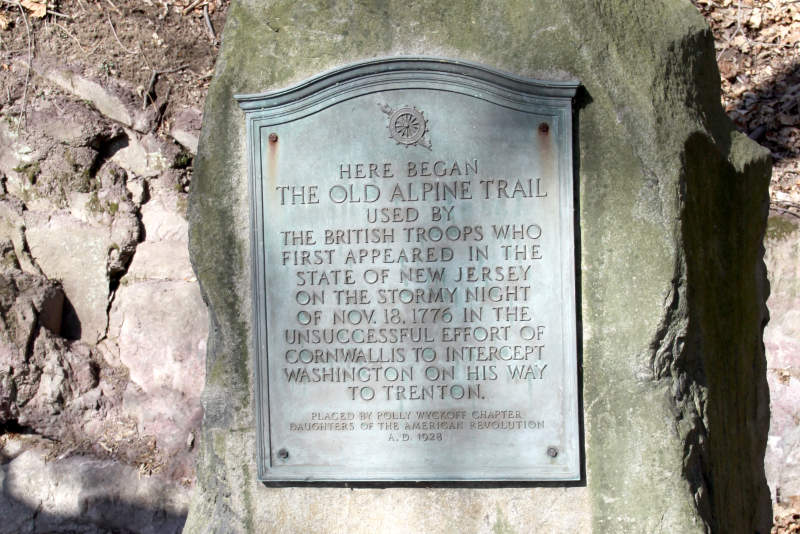 HERE BEGAN
THE OLD ALPINE TRAIL
USED BY
THE BRITISH TROOPS WHO
FIRST APPEARED IN THE
STATE OF NEW JERSEY
ON THE STORMY NIGHT
OF NOV. 18, 1776 IN THE
UNSUCCESSFUL EFFORT OF
CORNWALLIS TO INTERCEPT
WASHINGTON ON HIS WAY
TO TRENTON.
PLACED BY POLLY WYCKOFF CHAPTER
DAUGHTERS OF THE AMERICAN REVOLUTION
A. D. 1928